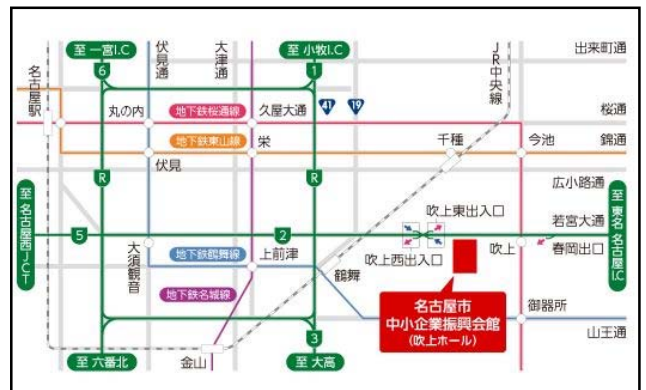 至 一宮I.C
伏見通
大津通
至 小牧I.C
JR中央線
出来町通
名古屋駅
6
1
丸の内
地下鉄桜通線
久屋大通
41
19
桜通
地下鉄東山線
栄
千種
今池
錦通
伏見
R
R
広小路通
至 名古屋西JCT
吹上東出入口
若宮大通
至 東名 名古屋I.C
5
2
大須観音
地下鉄鶴舞線
上前津
吹上西出入口
吹上
春岡出口
鶴舞
地下鉄名城線
名古屋市
中小企業振興会館
(吹上ホール)
御器所
3
山王通
至 六番北
金山
至 大高